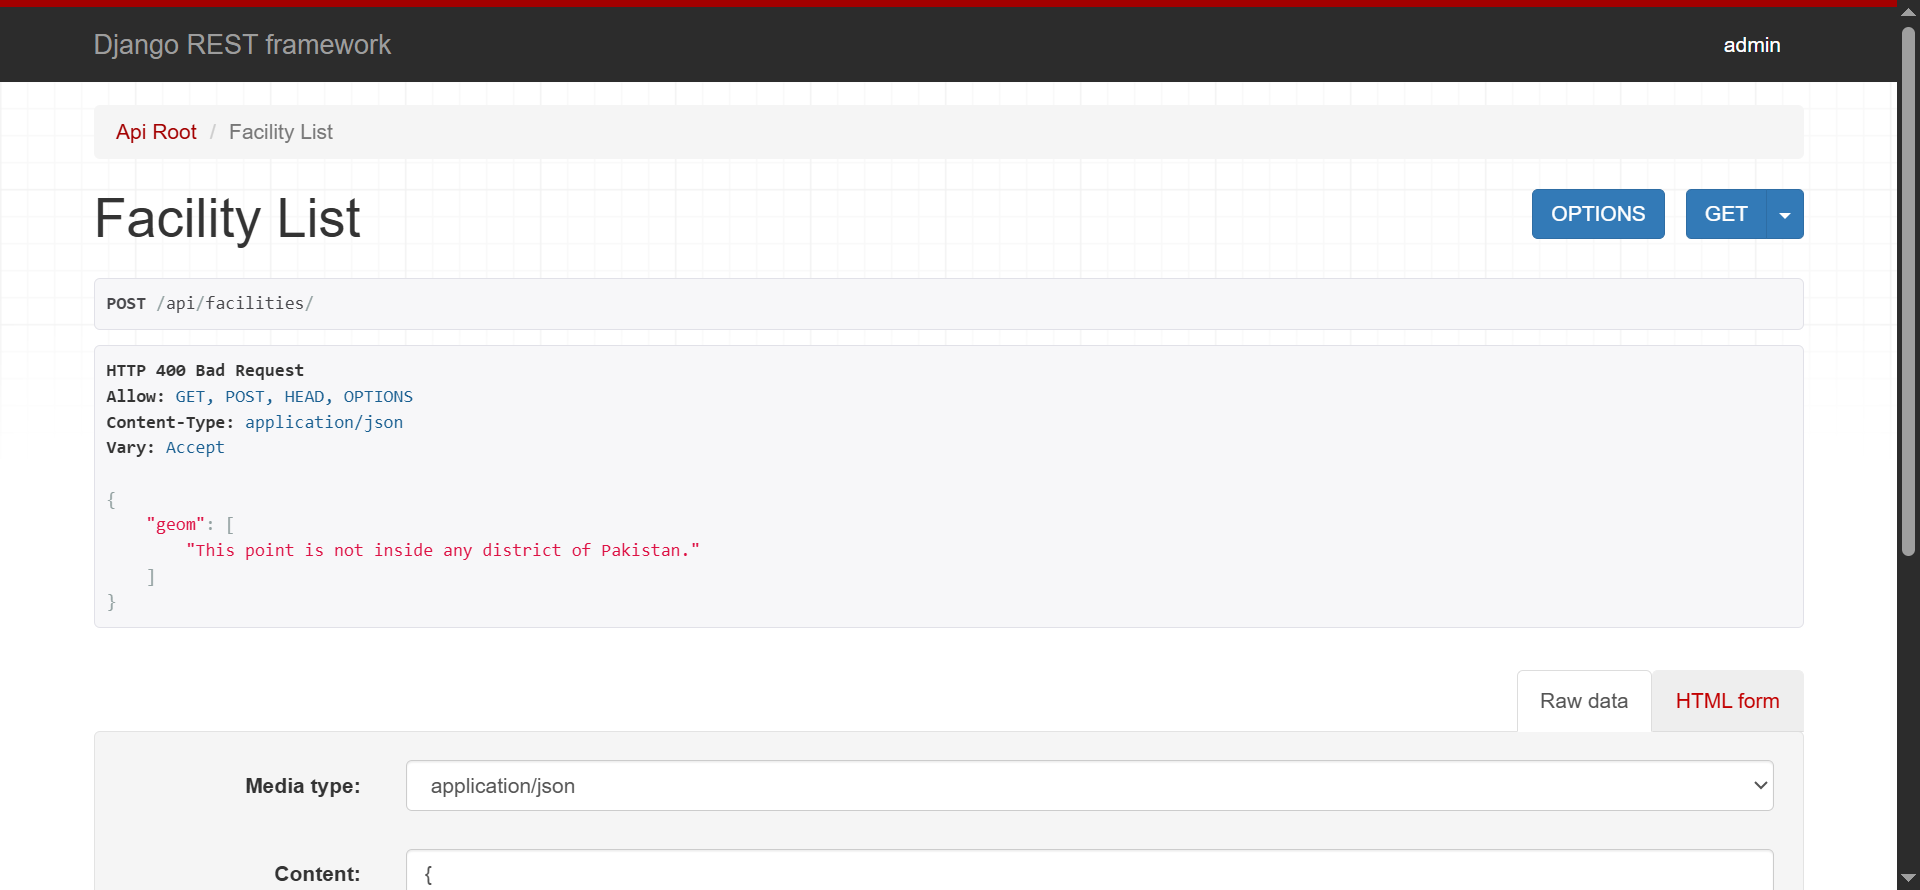 Django REST framework
admin
Api Root / Facility List
Facility List
OPTIONS
GET
POST /api/facilities/
HTTP 400 Bad Request
Allow: GET, POST, HEAD, OPTIONS
Content-Type: application/json
Vary: Accept
{
    "geom": [
        "This point is not inside any district of Pakistan."
    ]
}
Raw data
HTML form
Media type:
application/json
Content:
{